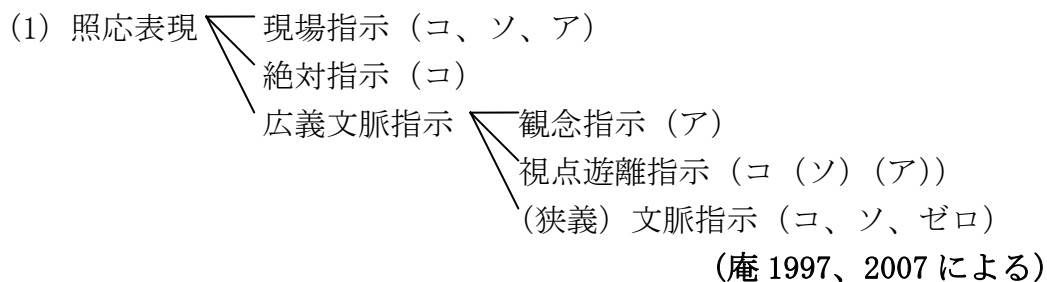 (1) 照応表現 現場指示(コ、ソ、ア)
絶対指示(コ)
広義文脈指示 観念指示(ア)
視点遊離指示(コ(ソ)(ア))
(狭義)文脈指示(コ、ソ、ゼロ)
(庵 1997、2007 による)